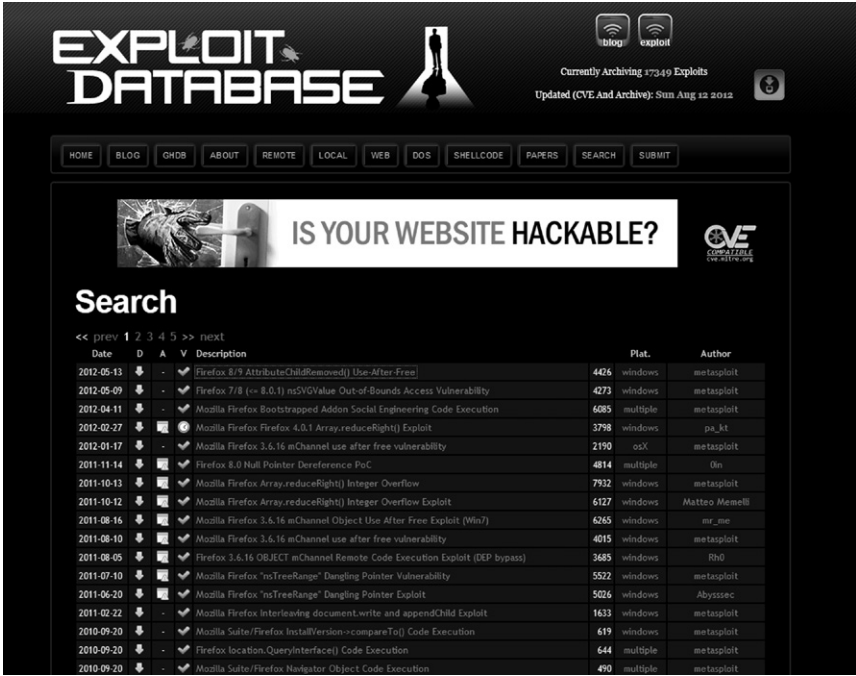 EXPLOIT
DATABASE
blog exploit
Currently Archiving 17349 Exploits
Updated (CVE And Archive): Sun Aug 12 2012
HOME BLOG GHDB ABOUT REMOTE LOCAL WEB DOS SHELLCODE PAPERS SEARCH SUBMIT
IS YOUR WEBSITE HACKABLE?
CVE
COMPATIBLE
cve.mitre.org
Search
<< prev 1 2 3 4 5 >> next
Date D A V Description Plat. Author
2012-05-13 - Firefox 8/9 AttributeChildRemoved() Use-After-Free 4426 windows metasploit
2012-05-09 - Firefox 7/8 (<= 8.0.1) nsSVGValue Out-of-Bounds Access Vulnerability 4273 windows metasploit
2012-04-11 - Mozilla Firefox Bootstrapped Addon Social Engineering Code Execution 6085 multiple metasploit
2012-02-27 Mozilla Firefox Firefox 4.0.1 Array.reduceRight() Exploit 3798 windows pa_kt
2012-01-17 - Mozilla Firefox 3.6.16 mChannel use after free vulnerability 2190 osX metasploit
2011-11-14 Firefox 8.0 Null Pointer Dereference PoC 4814 multiple 0in
2011-10-13 Mozilla Firefox Array.reduceRight() Integer Overflow 7932 windows metasploit
2011-10-12 Mozilla Firefox Array.reduceRight() Integer Overflow Exploit 6127 windows Matteo Memelli
2011-08-16 Mozilla Firefox 3.6.16 mChannel Object Use After Free Exploit (Win7) 6265 windows mr_me
2011-08-10 Mozilla Firefox 3.6.16 mChannel use after free vulnerability 4015 windows metasploit
2011-08-05 Firefox 3.6.16 OBJECT mChannel Remote Code Execution Exploit (DEP bypass) 3685 windows Rh0
2011-07-10 Mozilla Firefox "nsTreeRange" Dangling Pointer Vulnerability 5522 windows metasploit
2011-06-20 Mozilla Firefox "nsTreeRange" Dangling Pointer Exploit 5026 windows Abysssec
2011-02-22 - Mozilla Firefox Interleaving document.write and appendChild Exploit 1633 windows metasploit
2010-09-20 - Mozilla Suite/Firefox InstallVersion->compareTo() Code Execution 619 windows metasploit
2010-09-20 - Firefox location.QueryInterface() Code Execution 644 multiple metasploit
2010-09-20 - Mozilla Suite/Firefox Navigator Object Code Execution 490 multiple metasploit